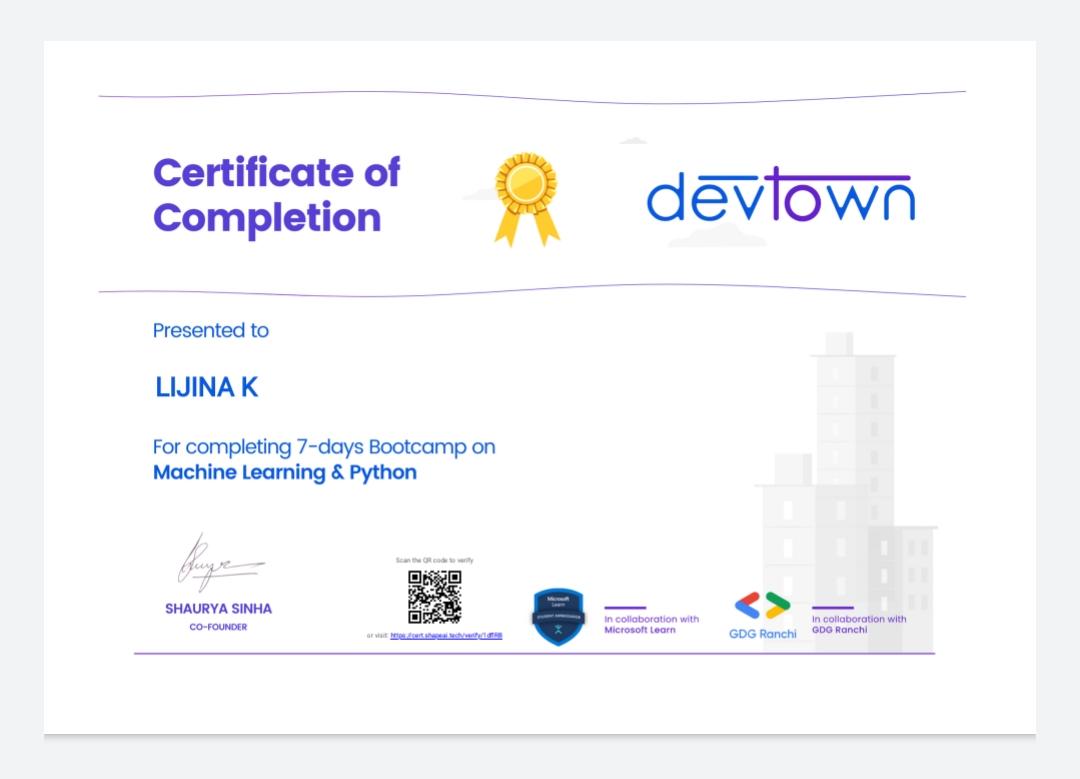 Certificate of
Completion
devtown
Presented to
LIJINA K
For completing 7-days Bootcamp on
Machine Learning & Python
SHAURYA SINHA
CO-FOUNDER
Scan the QR code to verify
or visit: https://cert.shapeai.tech/verify/
Microsoft
Learn
STUDENT AMBASSADOR
In collaboration with
Microsoft Learn
GDG Ranchi
In collaboration with
GDG Ranchi